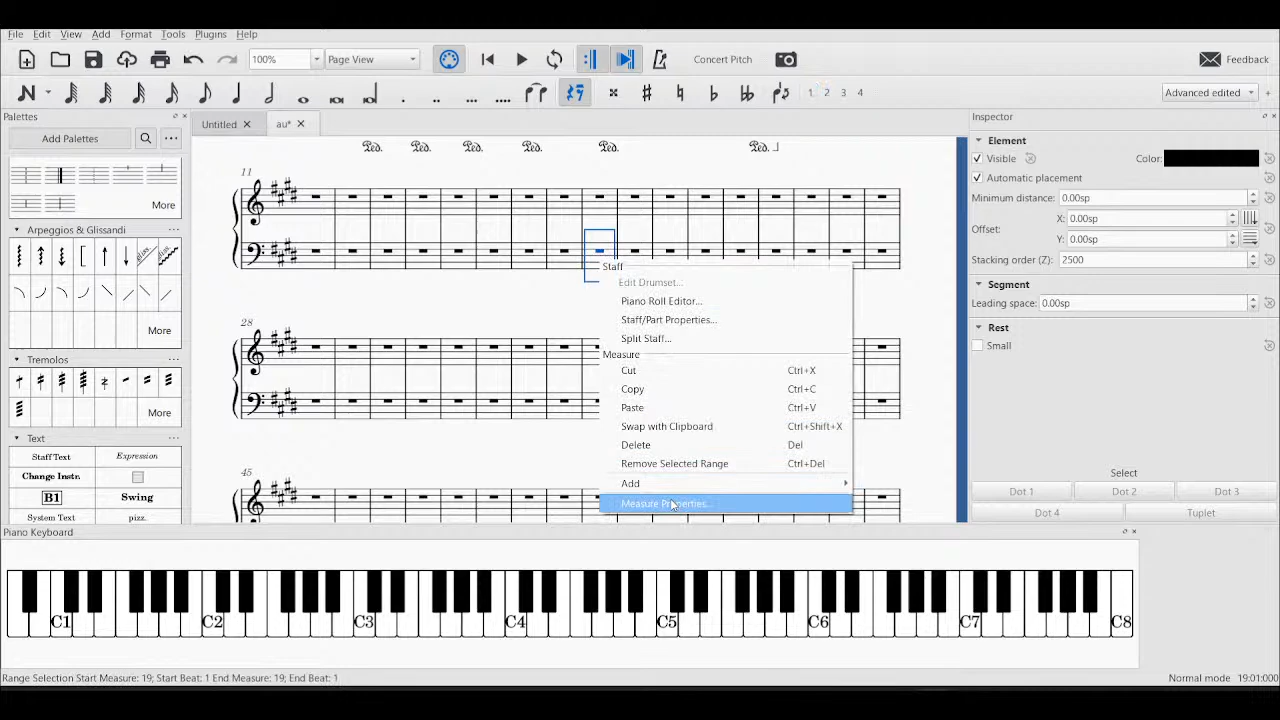 File Edit View Add Format Tools Plugins Help
100% Page View Concert Pitch Feedback
1 2 3 4 Advanced edited +
Palettes
Untitled au*
Inspector
Add Palettes
More
Arpeggios & Glissandi
More
Tremolos
More
Text
Staff Text Expression
Change Instr.
B1 Swing
System Text pizz.
Ped. Ped. Ped. Ped. Ped. Ped.
11
28
45
Staff
Edit Drumset...
Piano Roll Editor...
Staff/Part Properties...
Split Staff...
Measure
Cut Ctrl+X
Copy Ctrl+C
Paste Ctrl+V
Swap with Clipboard Ctrl+Shift+X
Delete Del
Remove Selected Range Ctrl+Del
Add
Measure Properties...
Element
Visible Color:
Automatic placement
Minimum distance: 0.00sp
Offset:
X: 0.00sp
Y: 0.00sp
Stacking order (Z): 2500
Segment
Leading space: 0.00sp
Rest
Small
Select
Dot 1 Dot 2 Dot 3
Dot 4 Tuplet
Piano Keyboard
C1 C2 C3 C4 C5 C6 C7 C8
Range Selection Start Measure: 19; Start Beat: 1 End Measure: 19; End Beat: 1
Normal mode 19:01:000